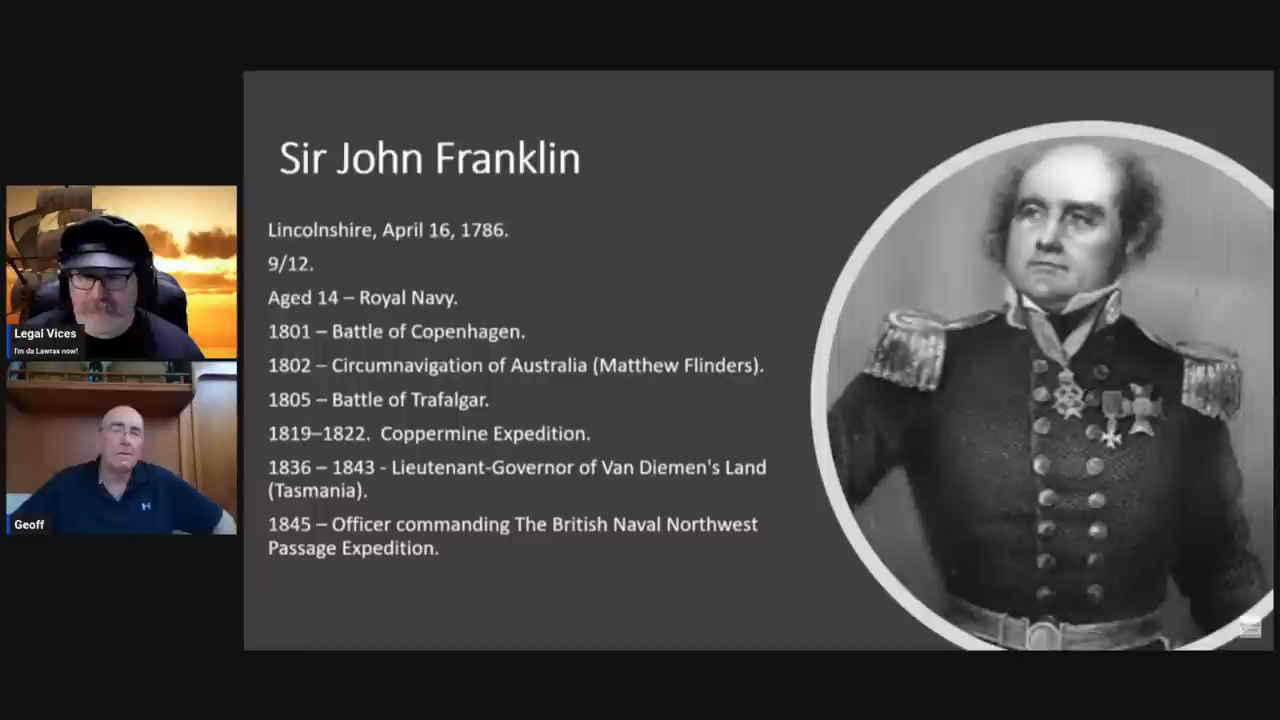 Sir John Franklin
Lincolnshire, April 16, 1786.
9/12.
Aged 14 – Royal Navy.
1801 – Battle of Copenhagen.
1802 – Circumnavigation of Australia (Matthew Flinders).
1805 – Battle of Trafalgar.
1819–1822. Coppermine Expedition.
1836 – 1843 - Lieutenant-Governor of Van Diemen's Land
(Tasmania).
1845 – Officer commanding The British Naval Northwest
Passage Expedition.
Legal Vices
I'm da Lawrax now!
Geoff